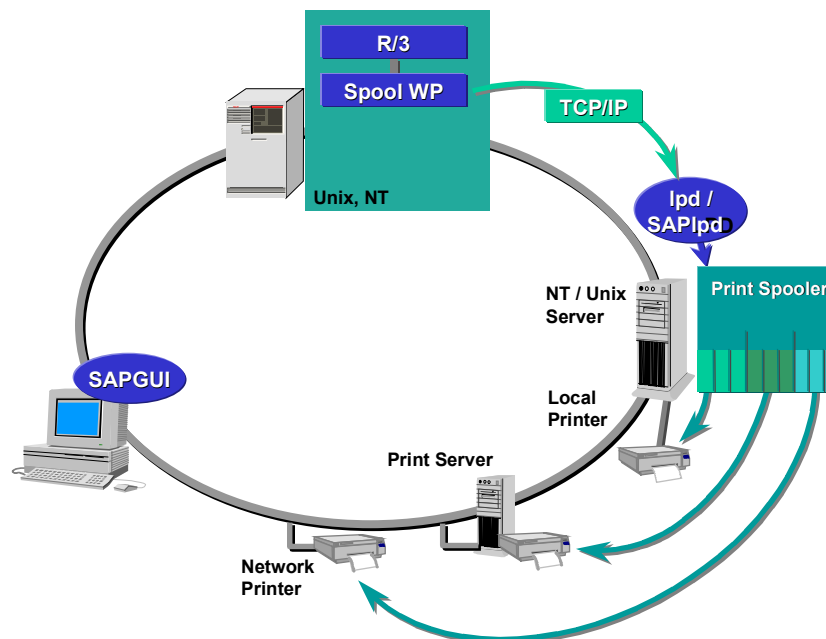 R/3
Spool WP
TCP/IP
Unix, NT
lpd /
SAPlpd
NT / Unix
Server
Print Spooler
SAPGUI
Local
Printer
Print Server
Network
Printer